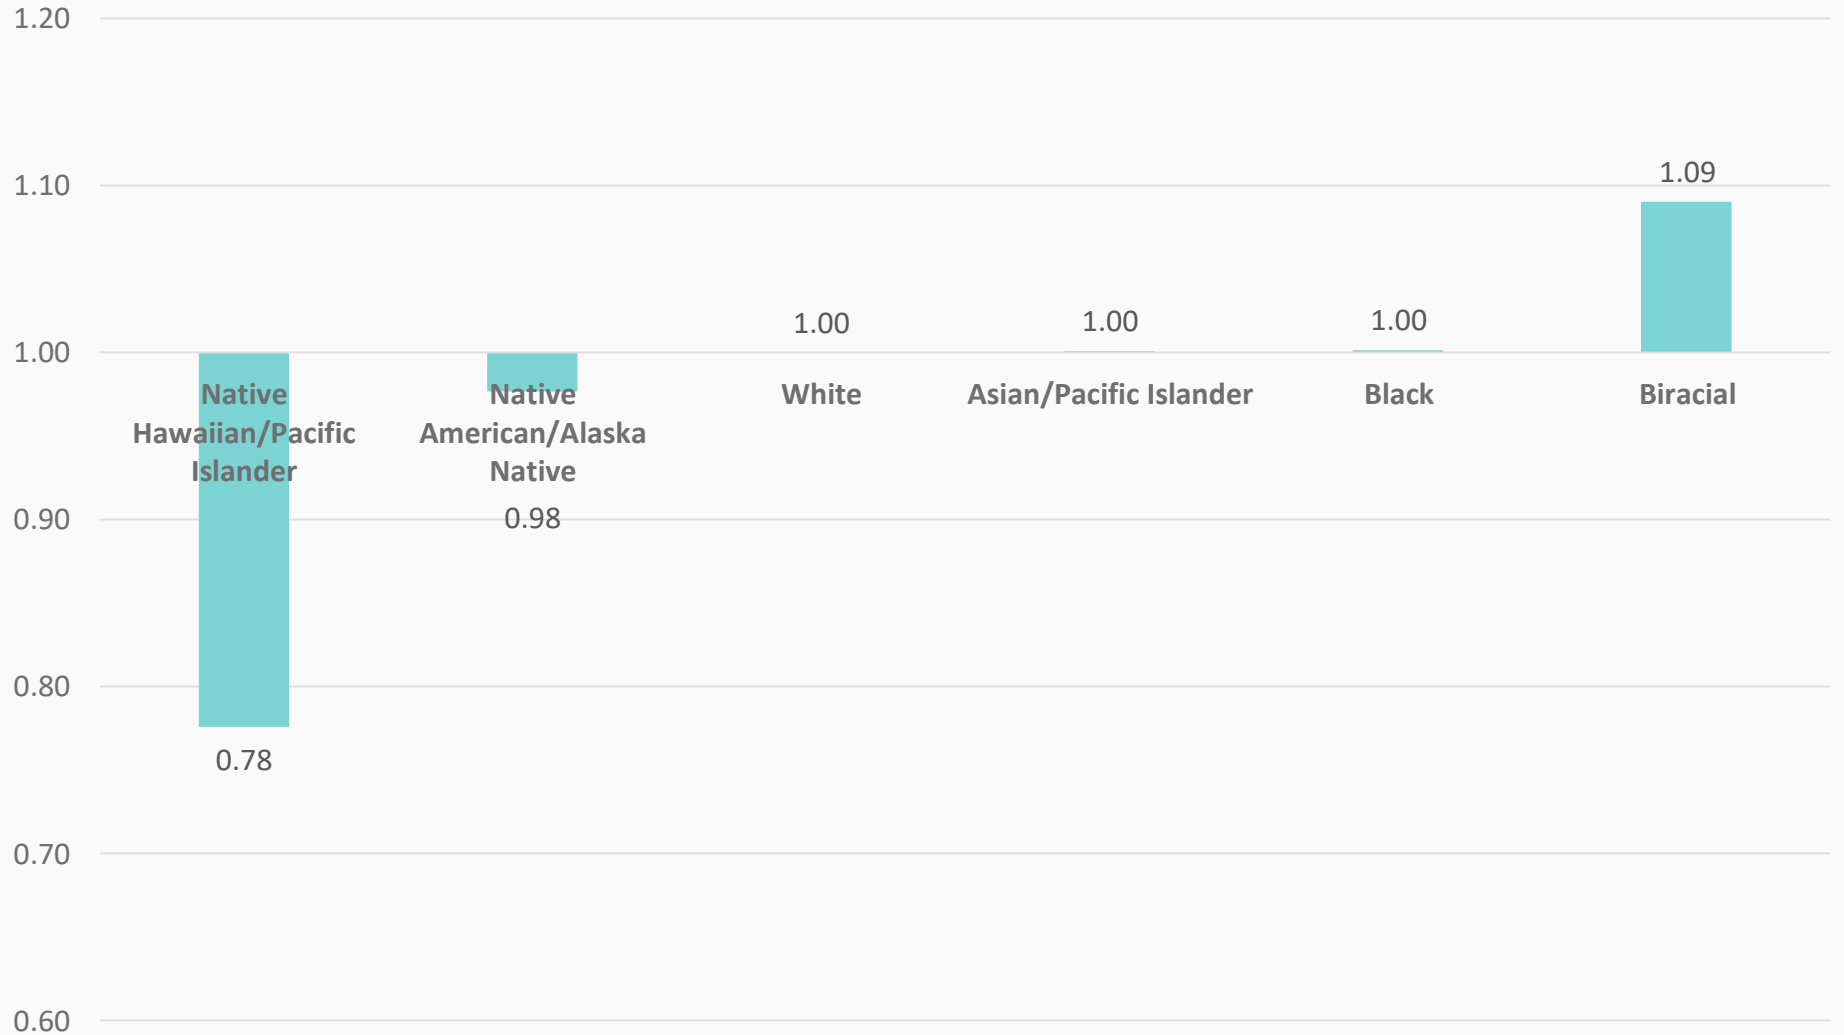 1.20
1.10
1.00
0.90
0.80
0.70
0.60
0.78
0.98
1.00
1.00
1.00
1.09
Native
Hawaiian/Pacific
Islander
Native
American/Alaska
Native
White
Asian/Pacific Islander
Black
Biracial